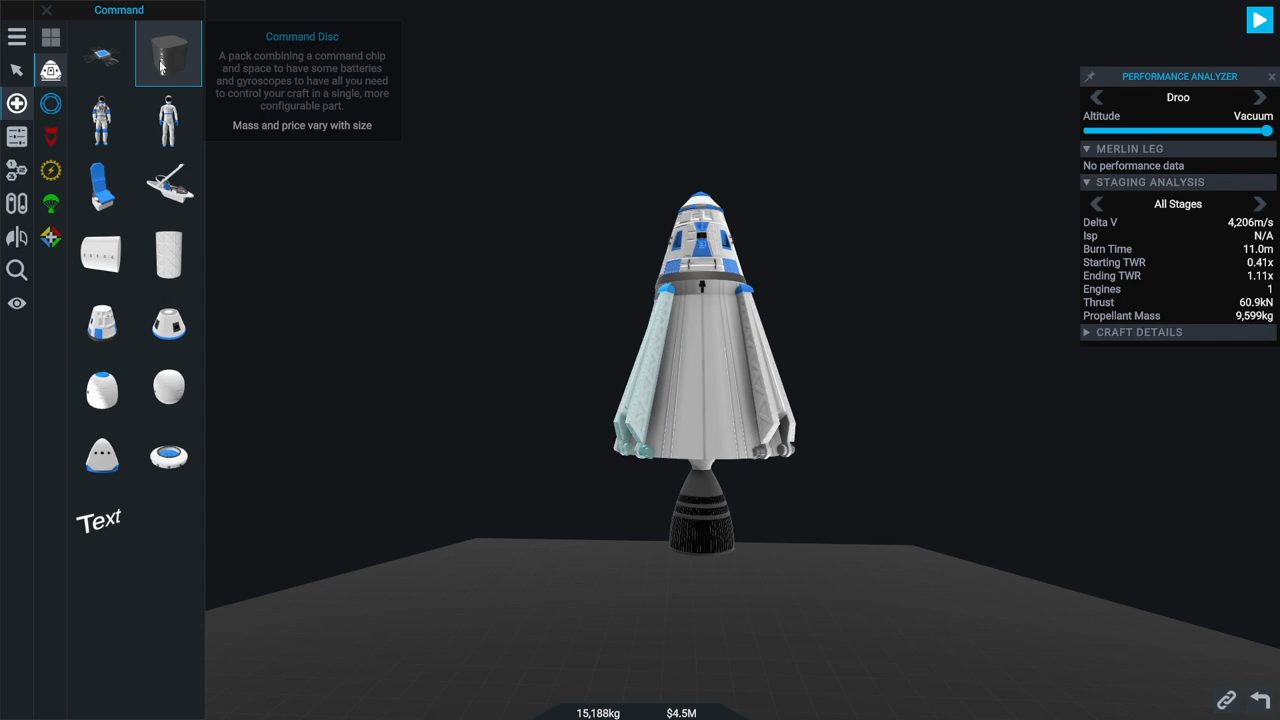 Command
Command Disc
A pack combining a command chip
and space to have some batteries
and gyroscopes to have all you need
to control your craft in a single, more
configurable part.
Mass and price vary with size
Text
PERFORMANCE ANALYZER
Droo
Altitude Vacuum
MERLIN LEG
No performance data
STAGING ANALYSIS
All Stages
Delta V 4,206m/s
Isp N/A
Burn Time 11.0m
Starting TWR 0.41x
Ending TWR 1.11x
Engines 1
Thrust 60.9kN
Propellant Mass 9,599kg
CRAFT DETAILS
15,188kg $4.5M